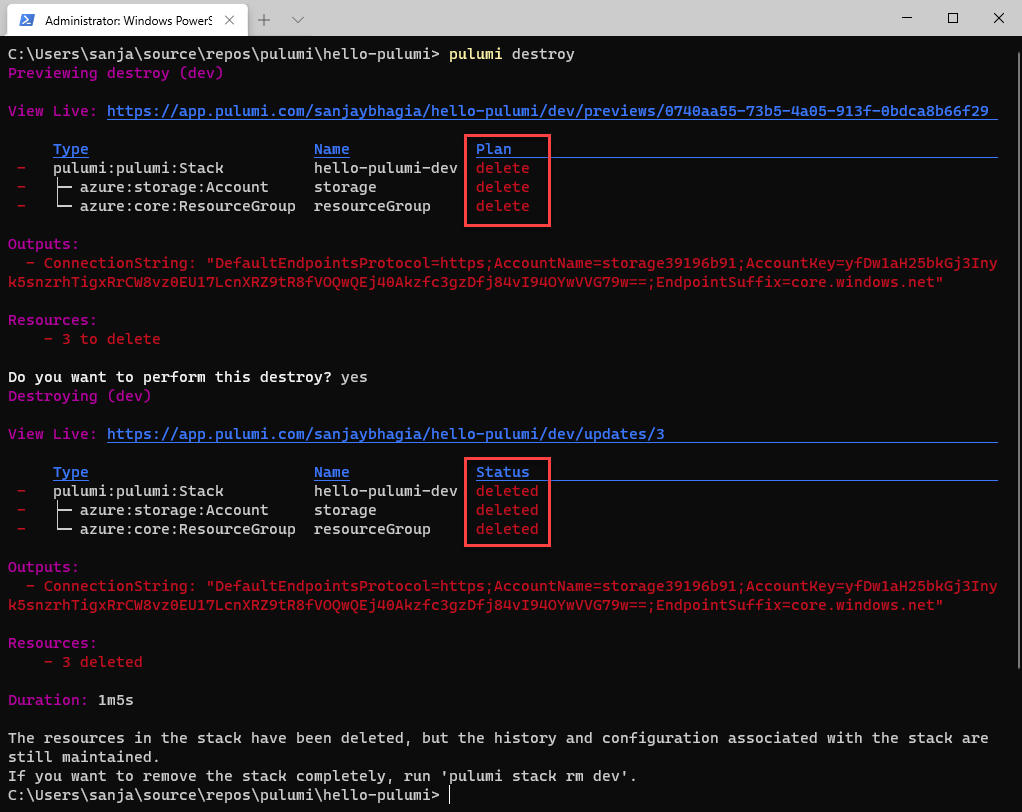 Administrator: Windows PowerS
C:\Users\sanja\source\repos\pulumi\hello-pulumi> pulumi destroy
Previewing destroy (dev)
View Live: https://app.pulumi.com/sanjaybhagia/hello-pulumi/dev/previews/0740aa55-73b5-4a05-913f-0bdca8b66f29
Type Name Plan
- pulumi:pulumi:Stack hello-pulumi-dev delete
- ├─ azure:storage:Account storage delete
- └─ azure:core:ResourceGroup resourceGroup delete
Outputs:
- ConnectionString: "DefaultEndpointsProtocol=https;AccountName=storage39196b91;AccountKey=yfDw1aH25bkGj3Iny
k5snzrhTigxRrCW8vz0EU17LcnXRZ9tR8fVOQwQEj40Akzfc3gzDfj84vI94OYwVVG79w==;EndpointSuffix=core.windows.net"
Resources:
- 3 to delete
Do you want to perform this destroy? yes
Destroying (dev)
View Live: https://app.pulumi.com/sanjaybhagia/hello-pulumi/dev/updates/3
Type Name Status
- pulumi:pulumi:Stack hello-pulumi-dev deleted
- ├─ azure:storage:Account storage deleted
- └─ azure:core:ResourceGroup resourceGroup deleted
Outputs:
- ConnectionString: "DefaultEndpointsProtocol=https;AccountName=storage39196b91;AccountKey=yfDw1aH25bkGj3Iny
k5snzrhTigxRrCW8vz0EU17LcnXRZ9tR8fVOQwQEj40Akzfc3gzDfj84vI94OYwVVG79w==;EndpointSuffix=core.windows.net"
Resources:
- 3 deleted
Duration: 1m5s
The resources in the stack have been deleted, but the history and configuration associated with the stack are
still maintained.
If you want to remove the stack completely, run 'pulumi stack rm dev'.
C:\Users\sanja\source\repos\pulumi\hello-pulumi>